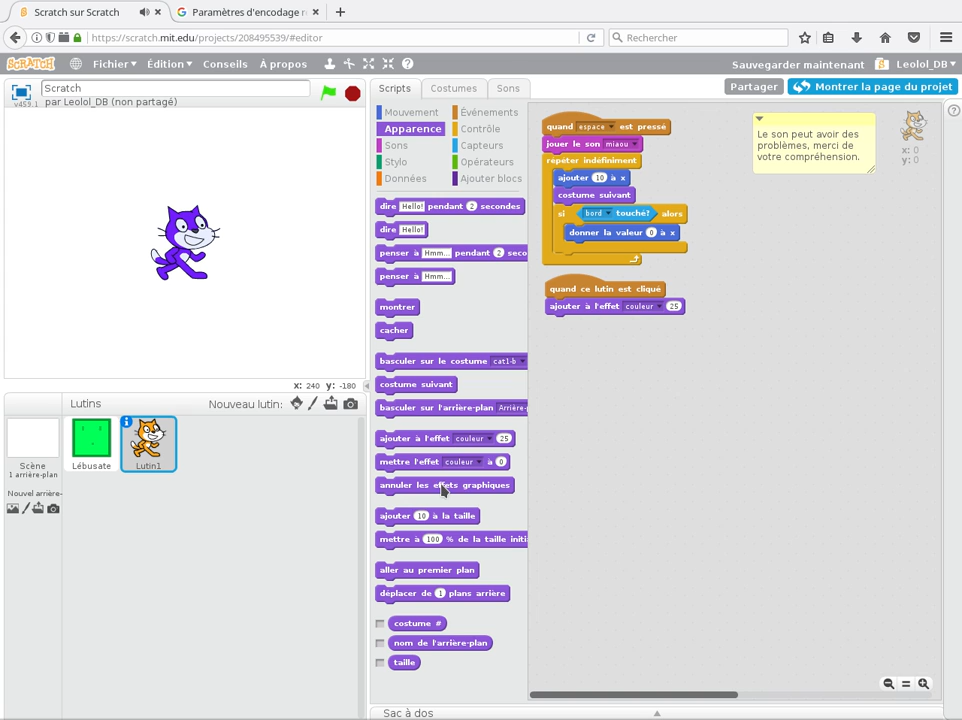 Scratch sur Scratch
Paramètres d'encodage r
https://scratch.mit.edu/projects/208495539/#editor
Rechercher
SCRATCH
Fichier
Édition
Conseils
À propos
Sauvegarder maintenant
Leolol_DB
Scratch
par Leolol_DB (non partagé)
v459.1
Scripts
Costumes
Sons
Partager
Montrer la page du projet
Mouvement
Apparence
Sons
Stylo
Données
Événements
Contrôle
Capteurs
Opérateurs
Ajouter blocs
dire Hello! pendant 2 secondes
dire Hello!
penser à Hmm... pendant 2 seco
penser à Hmm...
montrer
cacher
basculer sur le costume cat1-b
costume suivant
basculer sur l'arrière-plan Arrière-p
ajouter à l'effet couleur 25
mettre l'effet couleur à 0
annuler les effets graphiques
ajouter 10 à la taille
mettre à 100 % de la taille initi
aller au premier plan
déplacer de 1 plans arrière
costume #
nom de l'arrière-plan
taille
quand espace est pressé
jouer le son miaou
répéter indéfiniment
ajouter 10 à x
costume suivant
si bord touché? alors
donner la valeur 0 à x
quand ce lutin est cliqué
ajouter à l'effet couleur 25
Le son peut avoir des
problèmes, merci de
votre compréhension.
x: 0
y: 0
x: 240 y: -180
Lutins
Nouveau lutin:
Scène
1 arrière-plan
Nouvel arrière-
Lébusate
Lutin1
Sac à dos